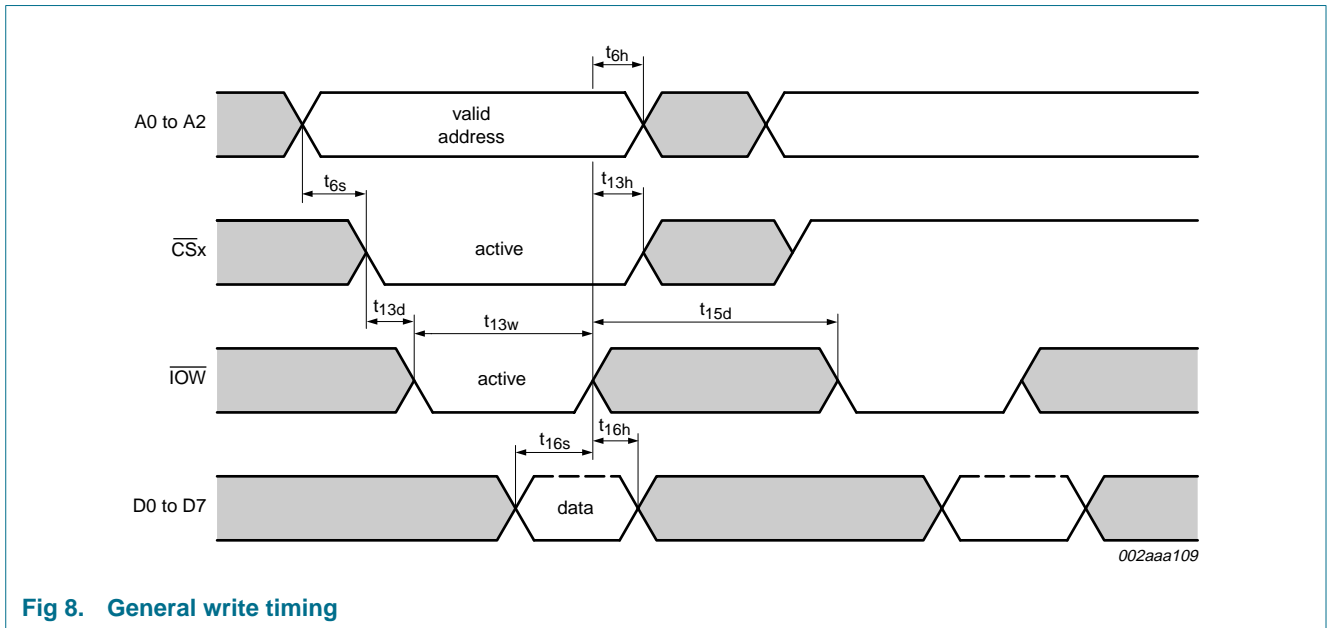 t6h
A0 to A2
valid
address
t6s
t13h
CSx
active
t13d
t13w
t15d
IOW
active
t16s
t16h
D0 to D7
data
002aaa109
Fig 8. General write timing